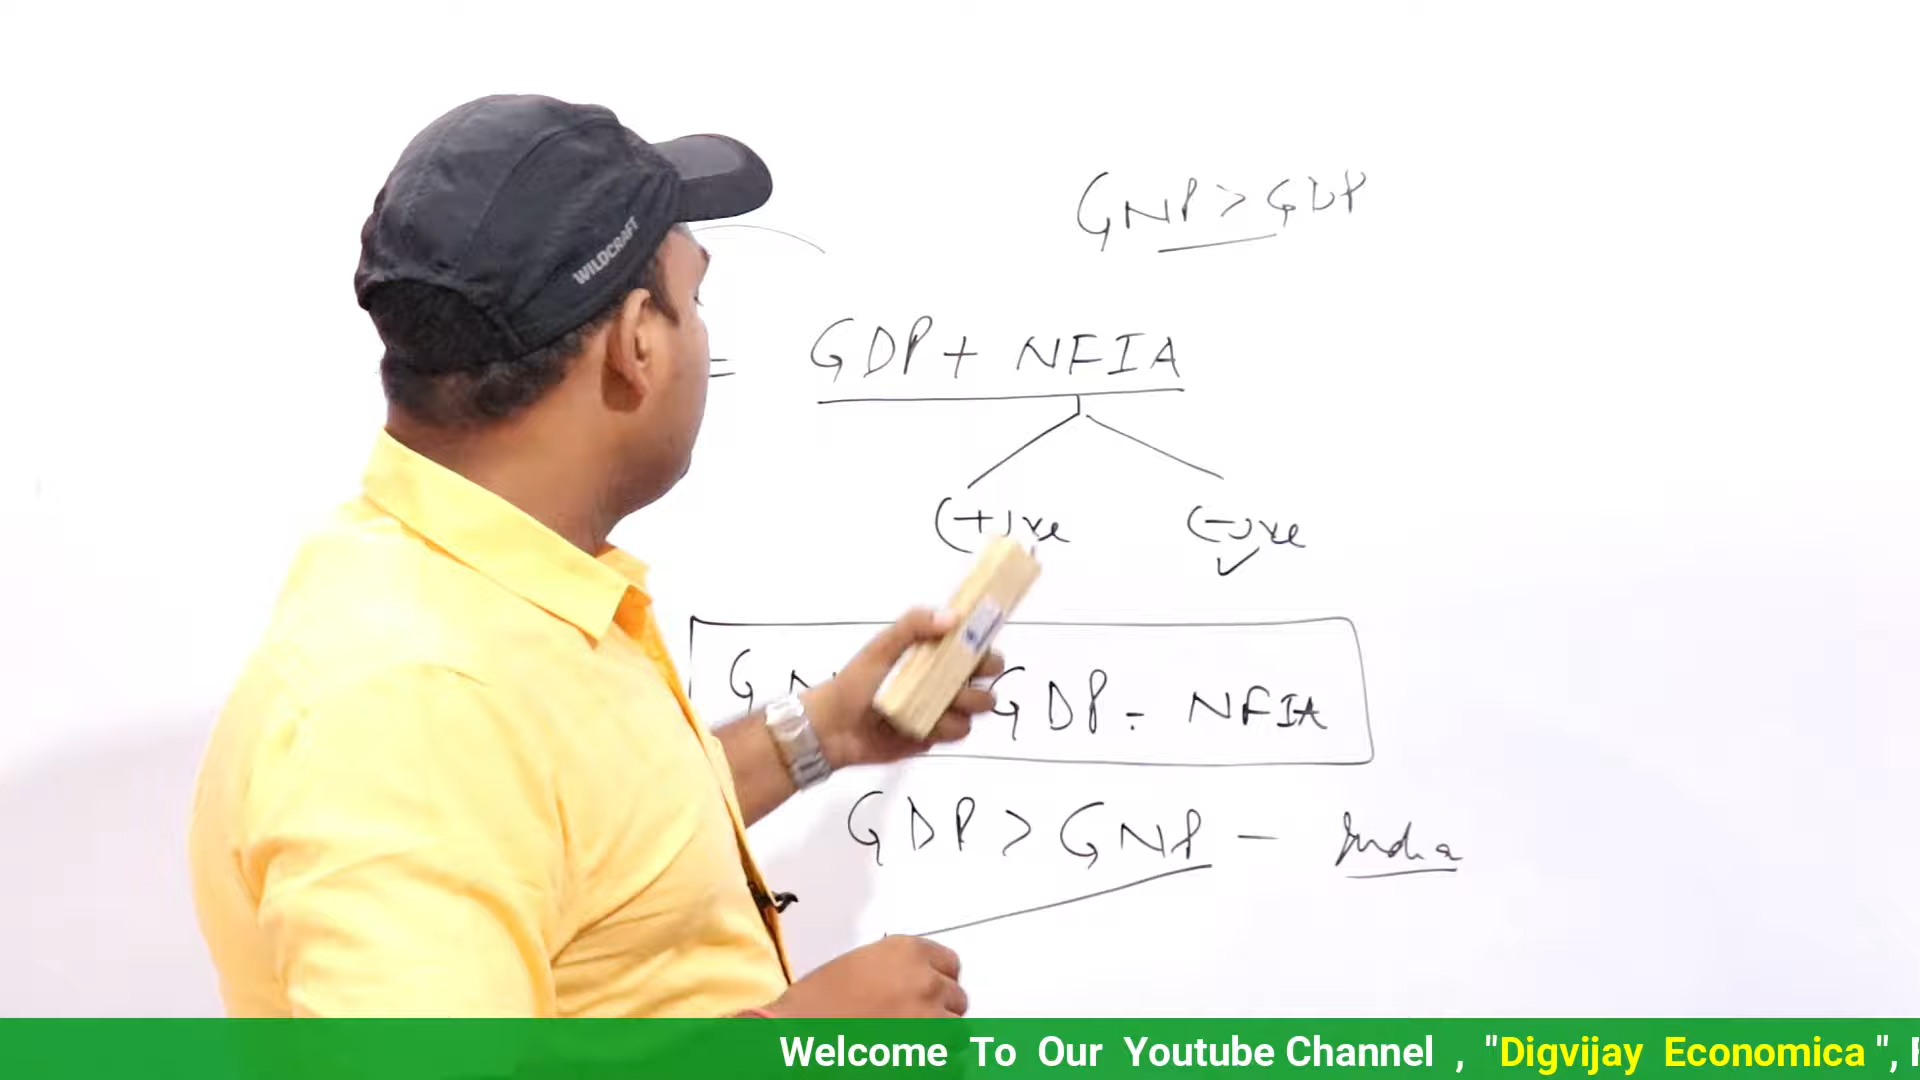 WILDCRAFT
GNP > GDP
= GDP + NFIA
(+)ve (-)ve
GDP - NFIA
GDP > GNP - India
Welcome To Our Youtube Channel , "Digvijay Economica ",